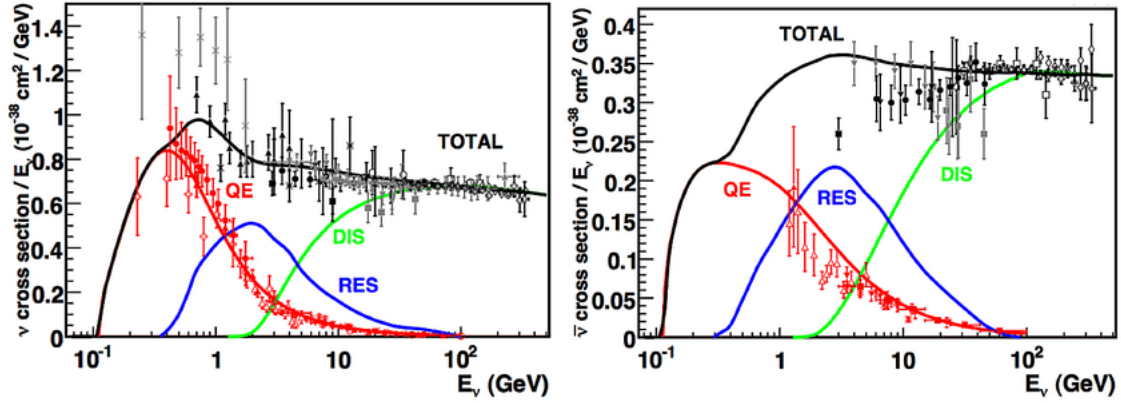 ν cross section / Eν (10⁻³⁸ cm² / GeV)
1.4
1.2
1
0.8
0.6
0.4
0.2
0
TOTAL
QE
DIS
RES
10⁻¹
1
10
10²
Eν (GeV)
ν̅ cross section / Eν (10⁻³⁸ cm² / GeV)
0.4
0.35
0.3
0.25
0.2
0.15
0.1
0.05
0
TOTAL
QE
RES
DIS
10⁻¹
1
10
10²
Eν (GeV)